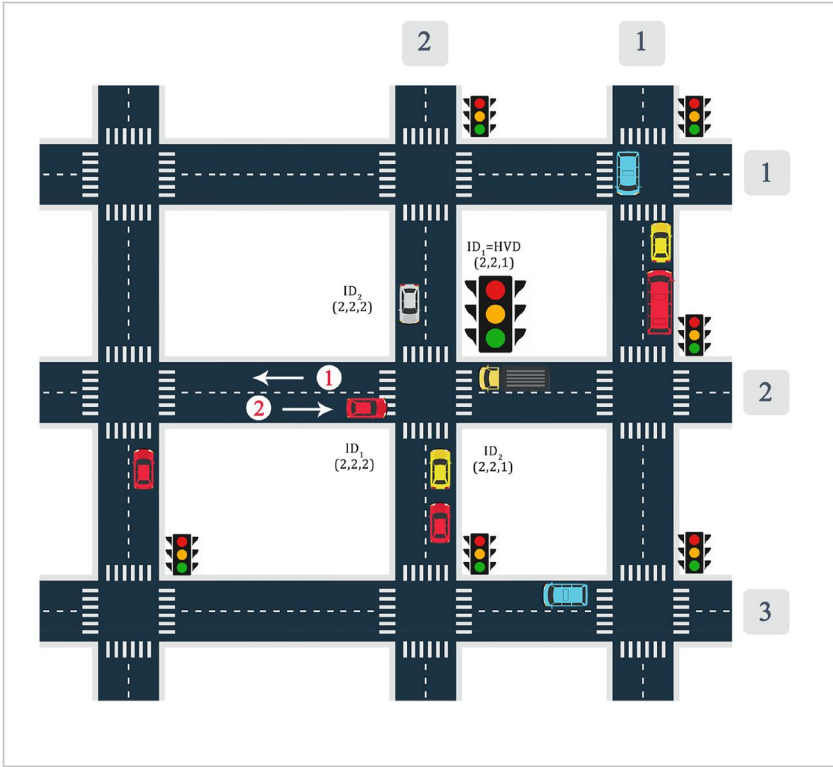 2
1
1
ID₁=HVD
(2,2,1)
ID₂
(2,2,2)
1
2
2
ID₁
(2,2,2)
ID₂
(2,2,1)
3